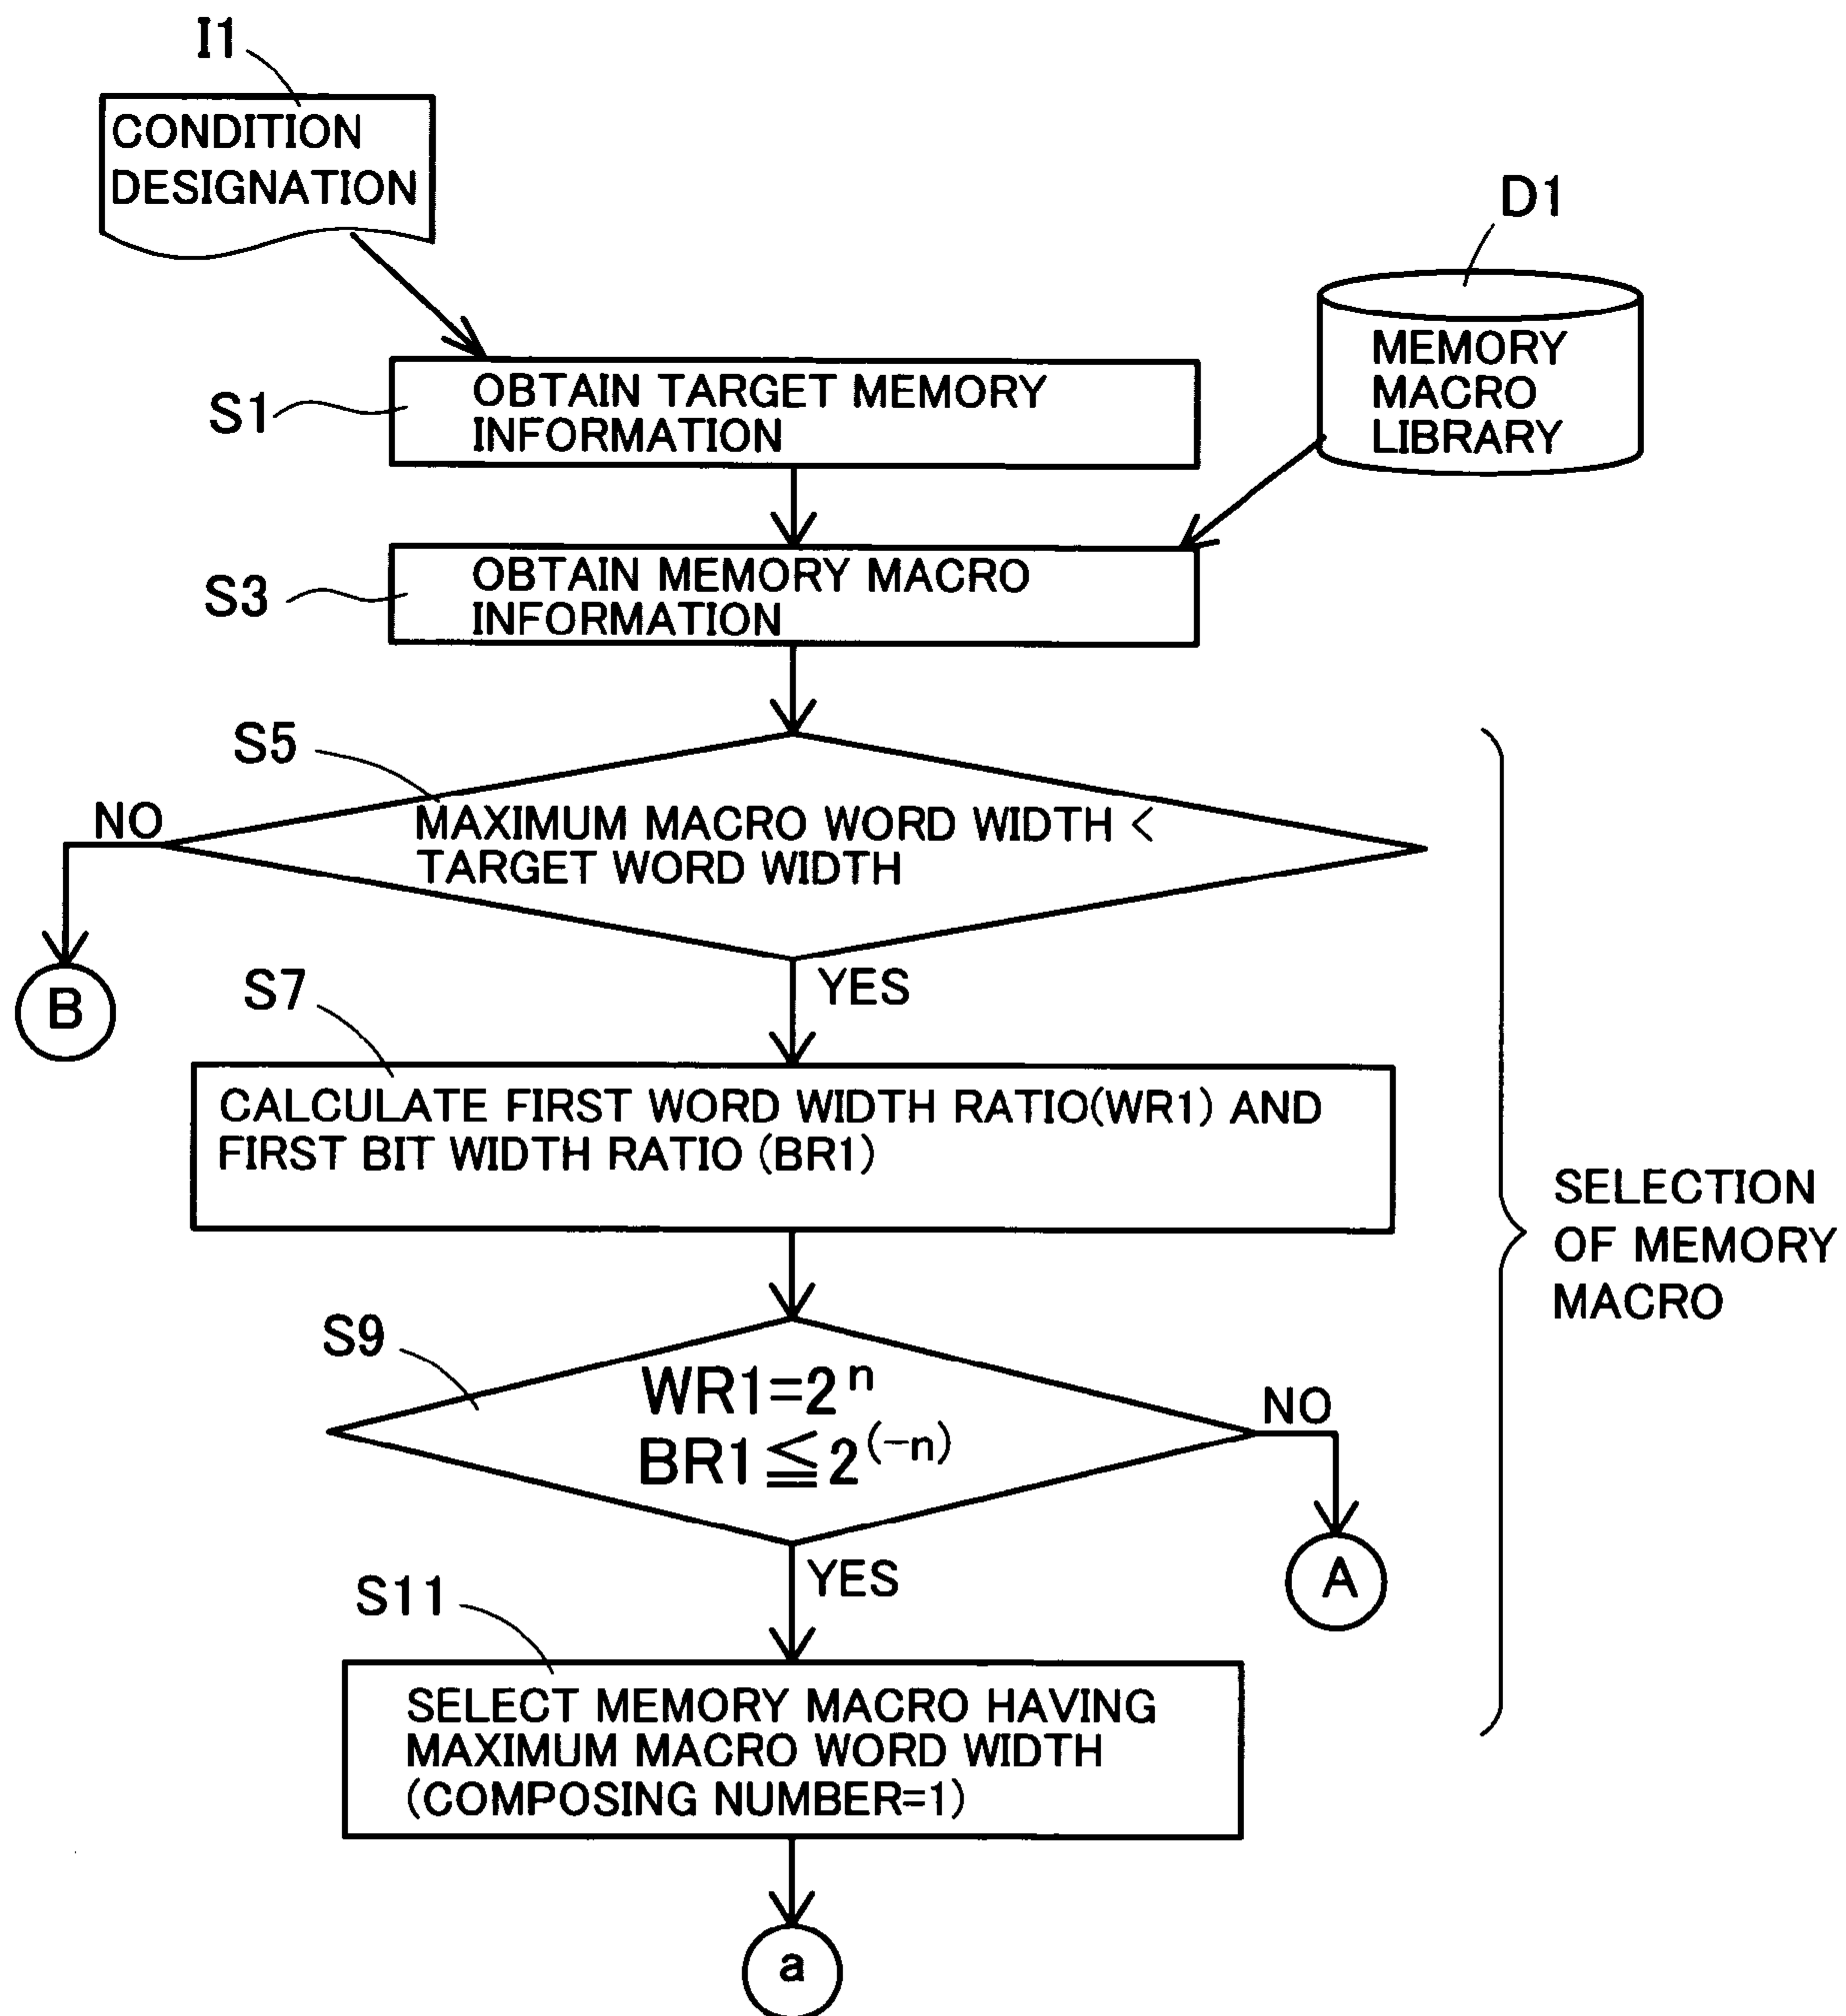 I1
CONDITION
DESIGNATION
D1
MEMORY
MACRO
LIBRARY
S1
OBTAIN TARGET MEMORY
INFORMATION
S3
OBTAIN MEMORY MACRO
INFORMATION
S5
NO
MAXIMUM MACRO WORD WIDTH <
TARGET WORD WIDTH
B
YES
S7
CALCULATE FIRST WORD WIDTH RATIO(WR1) AND
FIRST BIT WIDTH RATIO (BR1)
SELECTION
OF MEMORY
MACRO
S9
WR1=2^n
BR1≦2^(-n)
NO
A
YES
S11
SELECT MEMORY MACRO HAVING
MAXIMUM MACRO WORD WIDTH
(COMPOSING NUMBER=1)
a